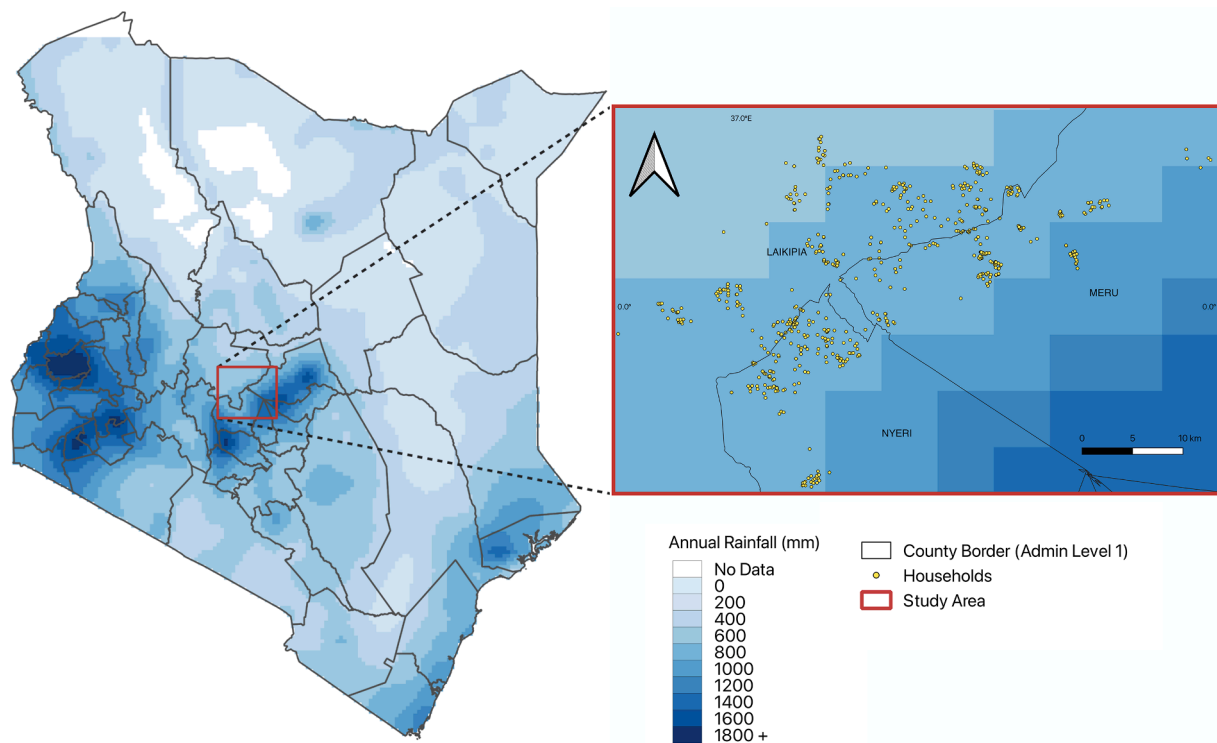 37.0°E
LAIKIPIA
0.0°
MERU
0.0°
NYERI
0
5
10 km
Annual Rainfall (mm)
No Data
0
200
400
600
800
1000
1200
1400
1600
1800 +
County Border (Admin Level 1)
Households
Study Area